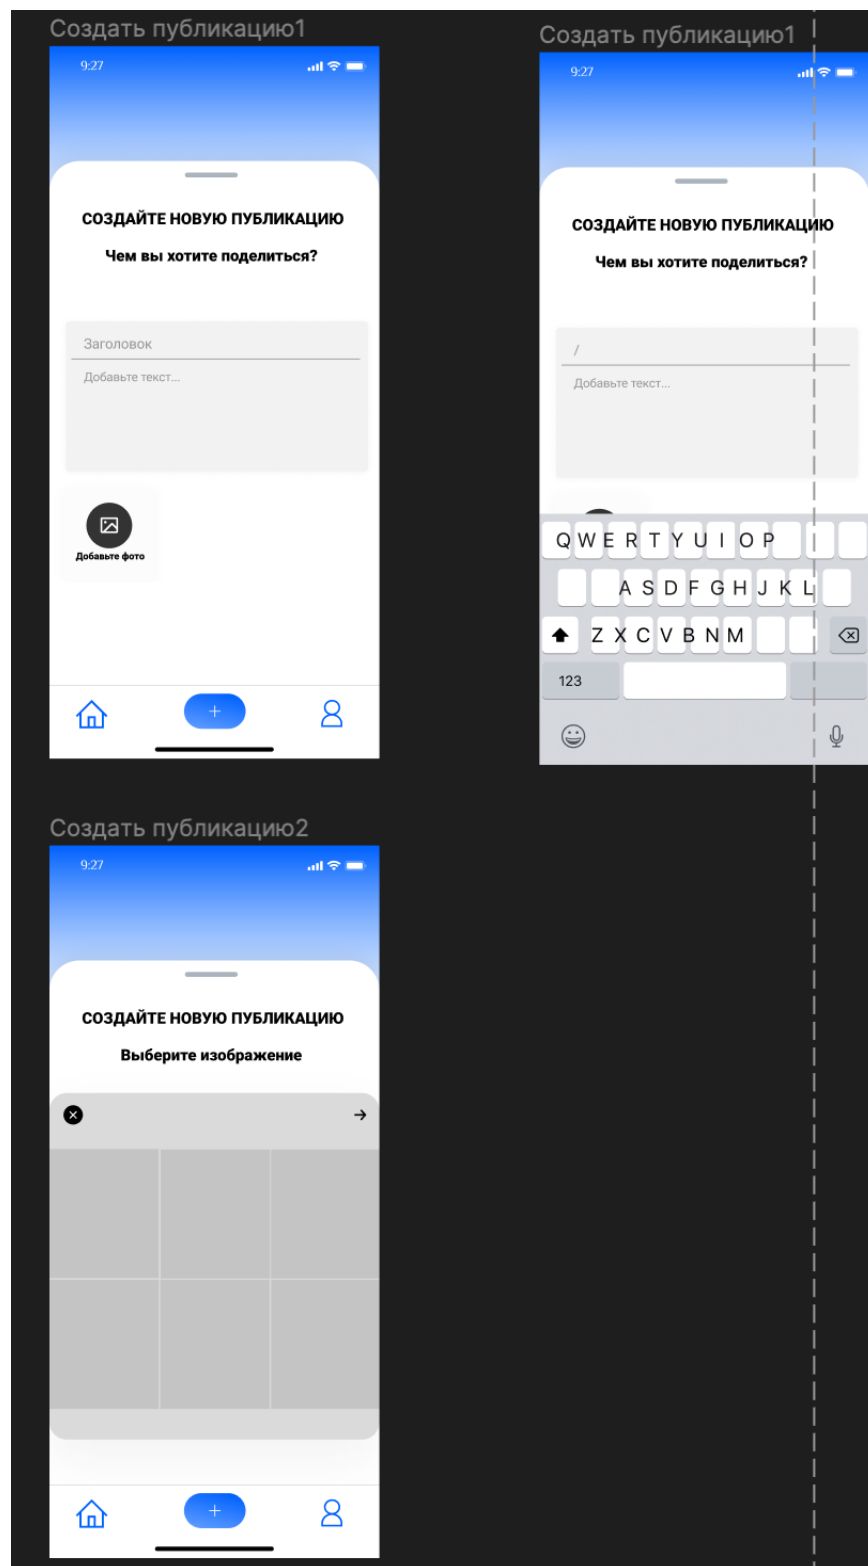 Создать публикацию1
9:27
СОЗДАЙТЕ НОВУЮ ПУБЛИКАЦИЮ
Чем вы хотите поделиться?
Заголовок
Добавьте текст...
Добавьте фото
+
Создать публикацию1
9:27
СОЗДАЙТЕ НОВУЮ ПУБЛИКАЦИЮ
Чем вы хотите поделиться?
/
Добавьте текст...
Q W E R T Y U I O P
A S D F G H J K L
Z X C V B N M
123
Создать публикацию2
9:27
СОЗДАЙТЕ НОВУЮ ПУБЛИКАЦИЮ
Выберите изображение
+